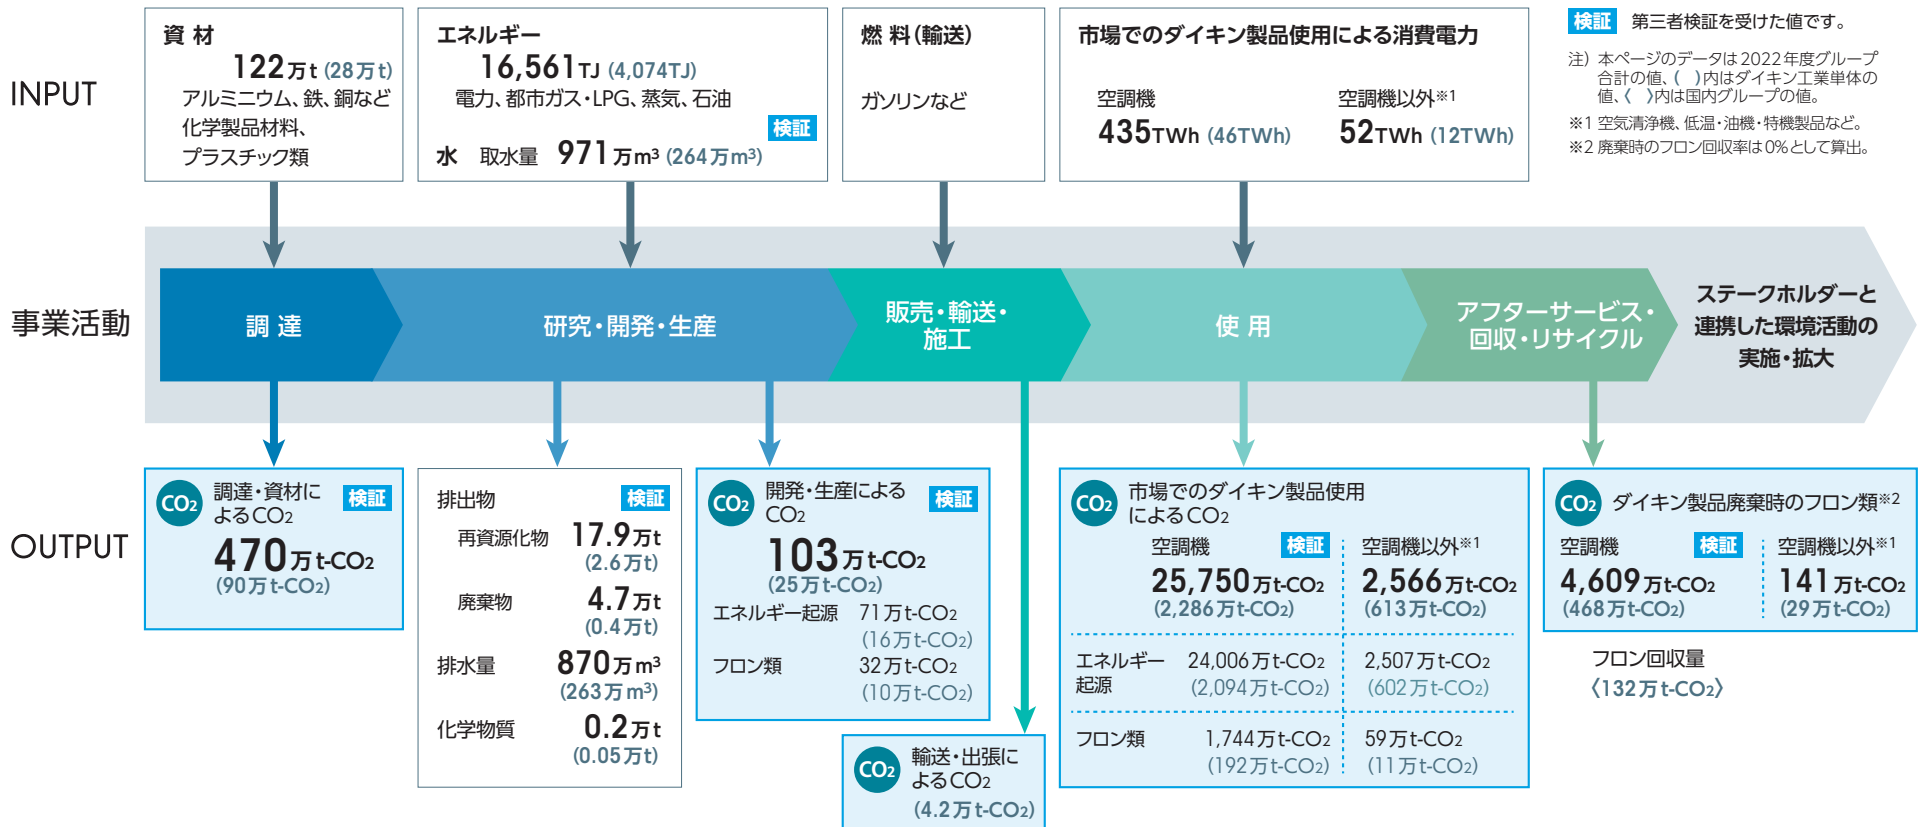 INPUT
資 材
122万t (28万t)
アルミニウム、鉄、銅など
化学製品材料、
プラスチック類
エネルギー
16,561TJ (4,074TJ)
電力、都市ガス・LPG、蒸気、石油
検証
水 取水量 971万m³ (264万m³)
燃 料(輸送)
ガソリンなど
市場でのダイキン製品使用による消費電力
空調機
435TWh (46TWh)
空調機以外※1
52TWh (12TWh)
検証 第三者検証を受けた値です。
注) 本ページのデータは2022年度グループ
合計の値、( )内はダイキン工業単体の
値、〈 〉内は国内グループの値。
※1 空気清浄機、低温・油機・特機製品など。
※2 廃棄時のフロン回収率は0%として算出。
事業活動
調 達
研究・開発・生産
販売・輸送・
施工
使 用
アフターサービス・
回収・リサイクル
ステークホルダーと
連携した環境活動の
実施・拡大
OUTPUT
CO2 調達・資材に
よるCO2
検証
470万t-CO2
(90万t-CO2)
排出物
検証
再資源化物 17.9万t
(2.6万t)
廃棄物 4.7万t
(0.4万t)
排水量 870万m³
(263万m³)
化学物質 0.2万t
(0.05万t)
CO2 開発・生産による
CO2
検証
103万t-CO2
(25万t-CO2)
エネルギー起源 71万t-CO2
(16万t-CO2)
フロン類 32万t-CO2
(10万t-CO2)
CO2 輸送・出張に
よるCO2
(4.2万t-CO2)
CO2 市場でのダイキン製品使用
によるCO2
空調機 検証 空調機以外※1
25,750万t-CO2 2,566万t-CO2
(2,286万t-CO2) (613万t-CO2)
エネルギー
起源
24,006万t-CO2 2,507万t-CO2
(2,094万t-CO2) (602万t-CO2)
フロン類 1,744万t-CO2 59万t-CO2
(192万t-CO2) (11万t-CO2)
CO2 ダイキン製品廃棄時のフロン類※2
空調機 検証 空調機以外※1
4,609万t-CO2 141万t-CO2
(468万t-CO2) (29万t-CO2)
フロン回収量
〈132万t-CO2〉